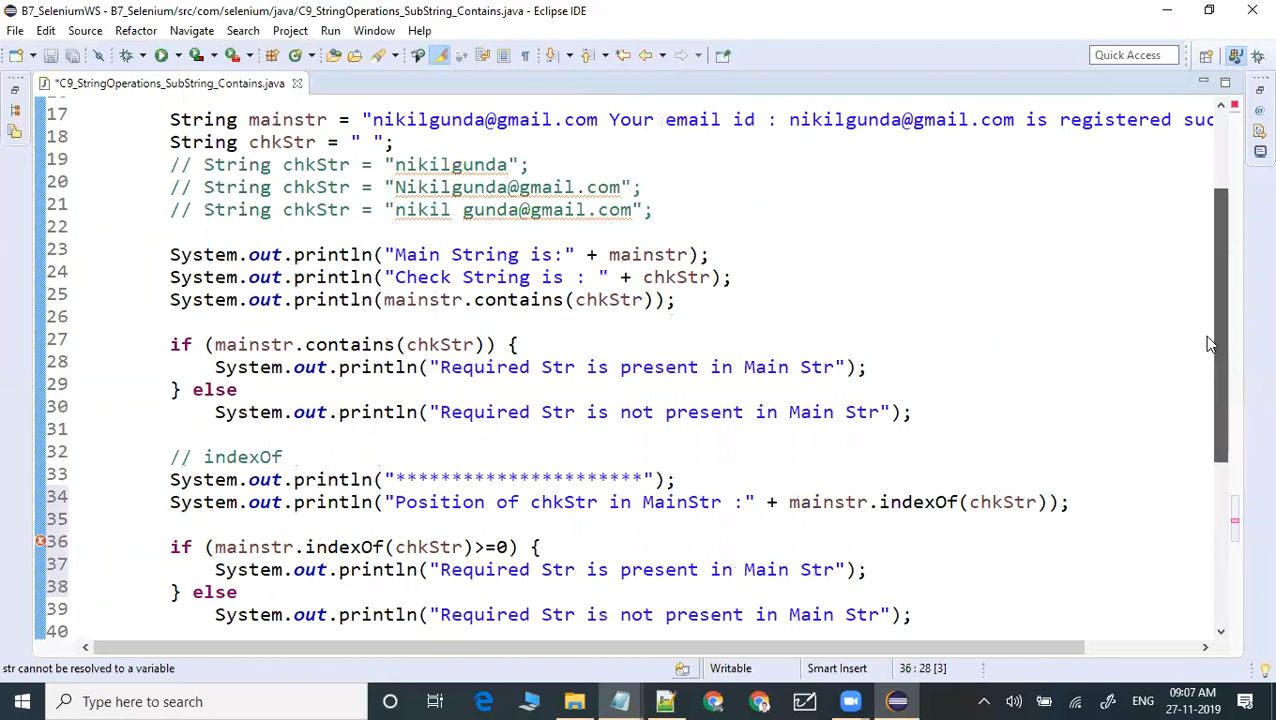 B7_SeleniumWS - B7_Selenium/src/com/selenium/java/C9_StringOperations_SubString_Contains.java - Eclipse IDE
File Edit Source Refactor Navigate Search Project Run Window Help
Quick Access
*C9_StringOperations_SubString_Contains.java
17 String mainstr = "nikilgunda@gmail.com Your email id : nikilgunda@gmail.com is registered suc
18 String chkStr = " ";
19 // String chkStr = "nikilgunda";
20 // String chkStr = "Nikilgunda@gmail.com";
21 // String chkStr = "nikil gunda@gmail.com";
22
23 System.out.println("Main String is:" + mainstr);
24 System.out.println("Check String is : " + chkStr);
25 System.out.println(mainstr.contains(chkStr));
26
27 if (mainstr.contains(chkStr)) {
28 System.out.println("Required Str is present in Main Str");
29 } else
30 System.out.println("Required Str is not present in Main Str");
31
32 // indexOf
33 System.out.println("**********************");
34 System.out.println("Position of chkStr in MainStr :" + mainstr.indexOf(chkStr));
35
36 if (mainstr.indexOf(chkStr)>=0) {
37 System.out.println("Required Str is present in Main Str");
38 } else
39 System.out.println("Required Str is not present in Main Str");
40
str cannot be resolved to a variable
Writable
Smart Insert
36 : 28 [3]
Type here to search
ENG
09:07 AM
27-11-2019